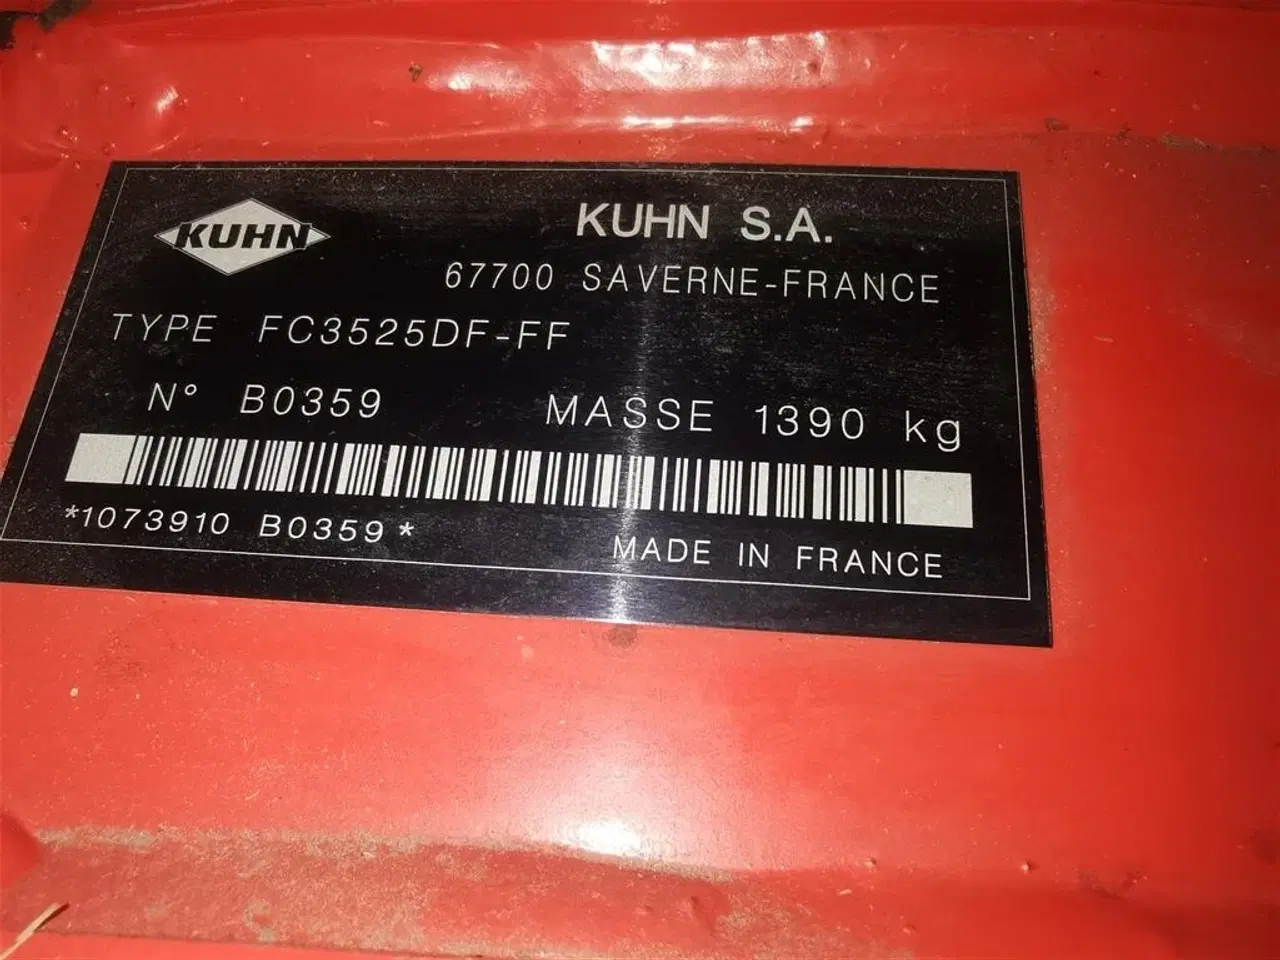 KUHN
KUHN S.A.
67700 SAVERNE-FRANCE
TYPE FC3525DF-FF
N° B0359 MASSE 1390 kg
*1073910 B0359*
MADE IN FRANCE